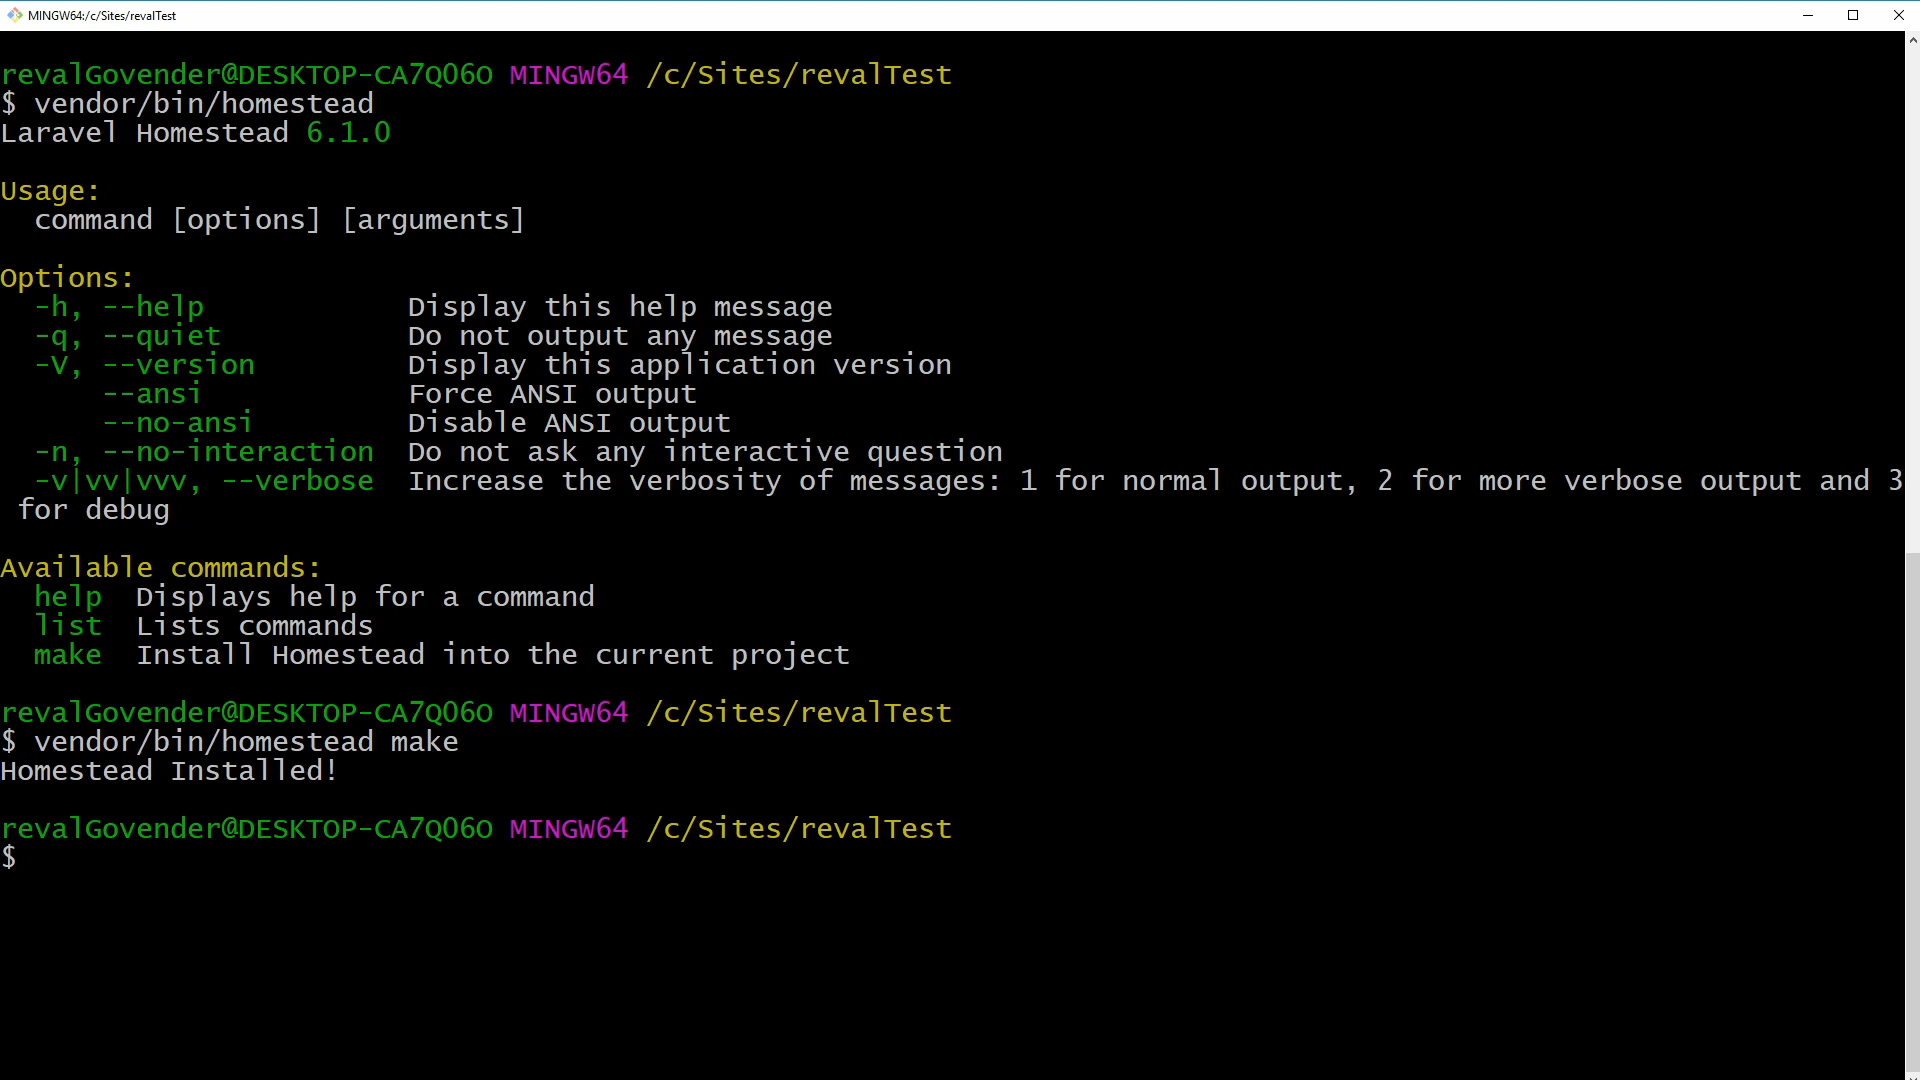 MINGW64:/c/Sites/revalTest
revalGovender@DESKTOP-CA7Q06O MINGW64 /c/Sites/revalTest
$ vendor/bin/homestead
Laravel Homestead 6.1.0
Usage:
command [options] [arguments]
Options:
-h, --help Display this help message
-q, --quiet Do not output any message
-V, --version Display this application version
--ansi Force ANSI output
--no-ansi Disable ANSI output
-n, --no-interaction Do not ask any interactive question
-v|vv|vvv, --verbose Increase the verbosity of messages: 1 for normal output, 2 for more verbose output and 3
for debug
Available commands:
help Displays help for a command
list Lists commands
make Install Homestead into the current project
revalGovender@DESKTOP-CA7Q06O MINGW64 /c/Sites/revalTest
$ vendor/bin/homestead make
Homestead Installed!
revalGovender@DESKTOP-CA7Q06O MINGW64 /c/Sites/revalTest
$